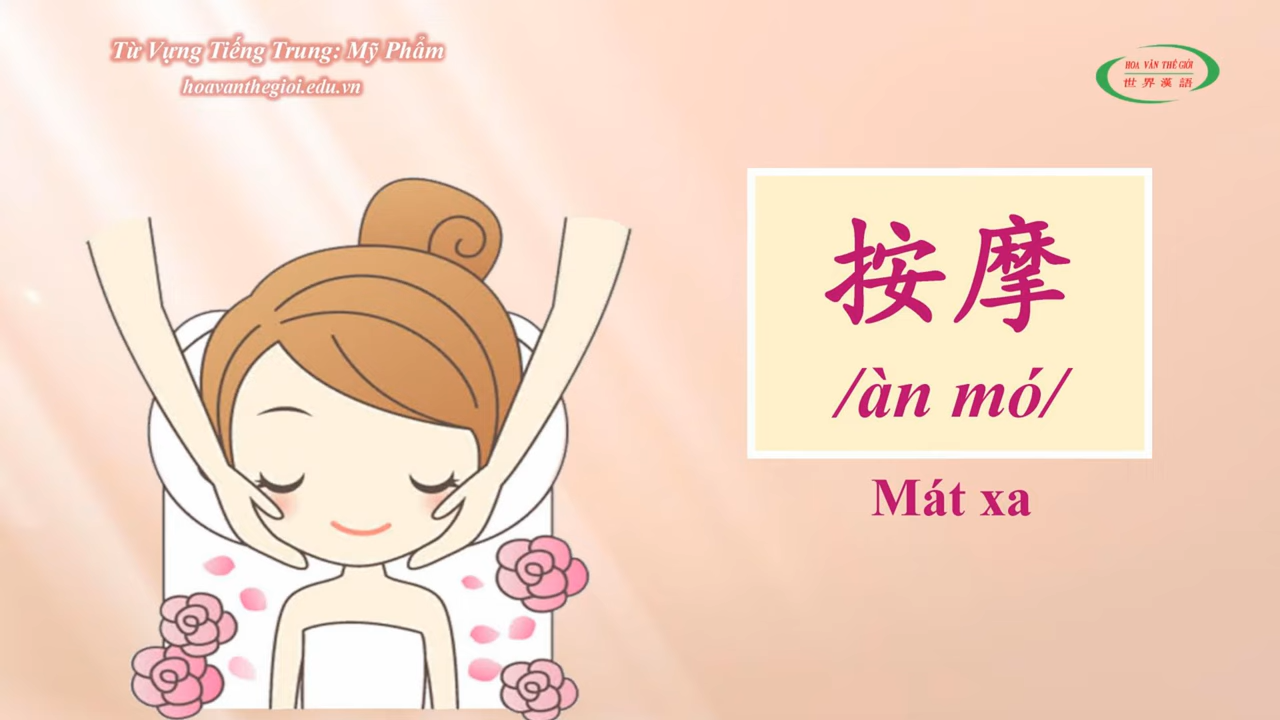 Từ Vựng Tiếng Trung: Mỹ Phẩm
hoavanthegioi.edu.vn
HOA VĂN THẾ GIỚI
世界漢語
按摩
/àn mó/
Mát xa